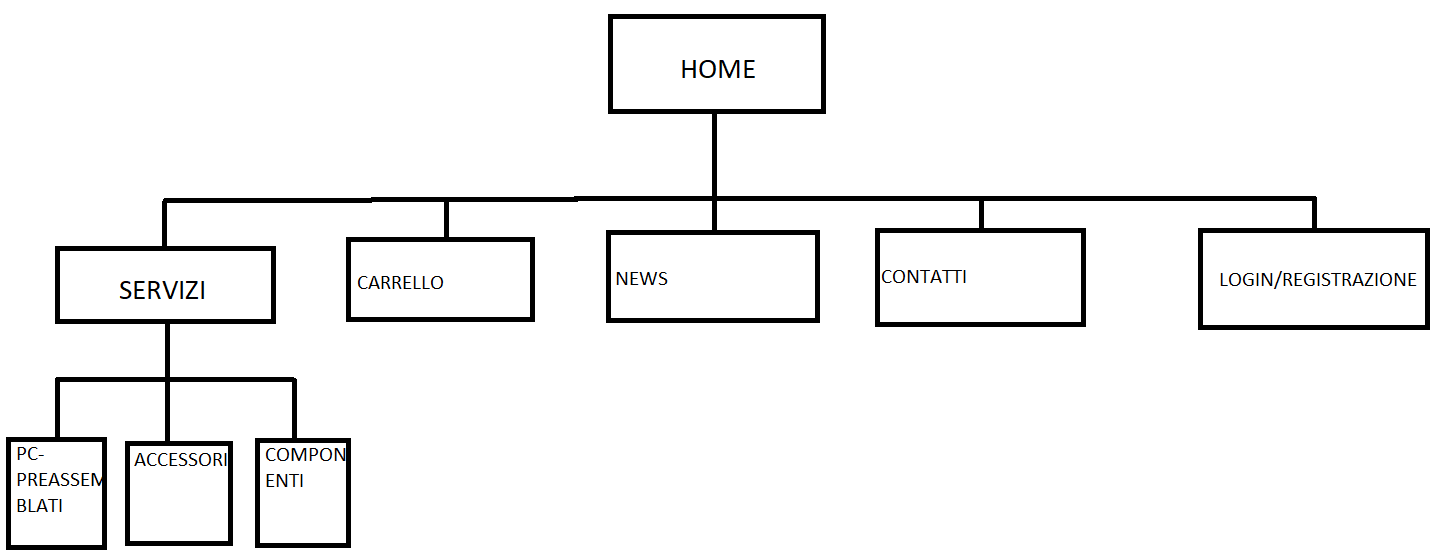 HOME
SERVIZI
CARRELLO
NEWS
CONTATTI
LOGIN/REGISTRAZIONE
PC-
PREASSEM
BLATI
ACCESSORI
COMPON
ENTI